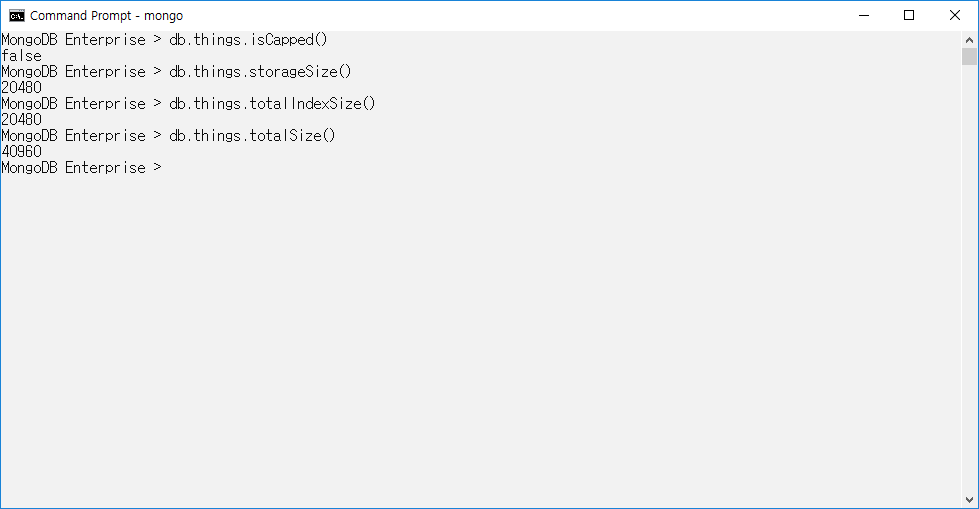 Command Prompt - mongo
MongoDB Enterprise > db.things.isCapped()
false
MongoDB Enterprise > db.things.storageSize()
20480
MongoDB Enterprise > db.things.totalIndexSize()
20480
MongoDB Enterprise > db.things.totalSize()
40960
MongoDB Enterprise >